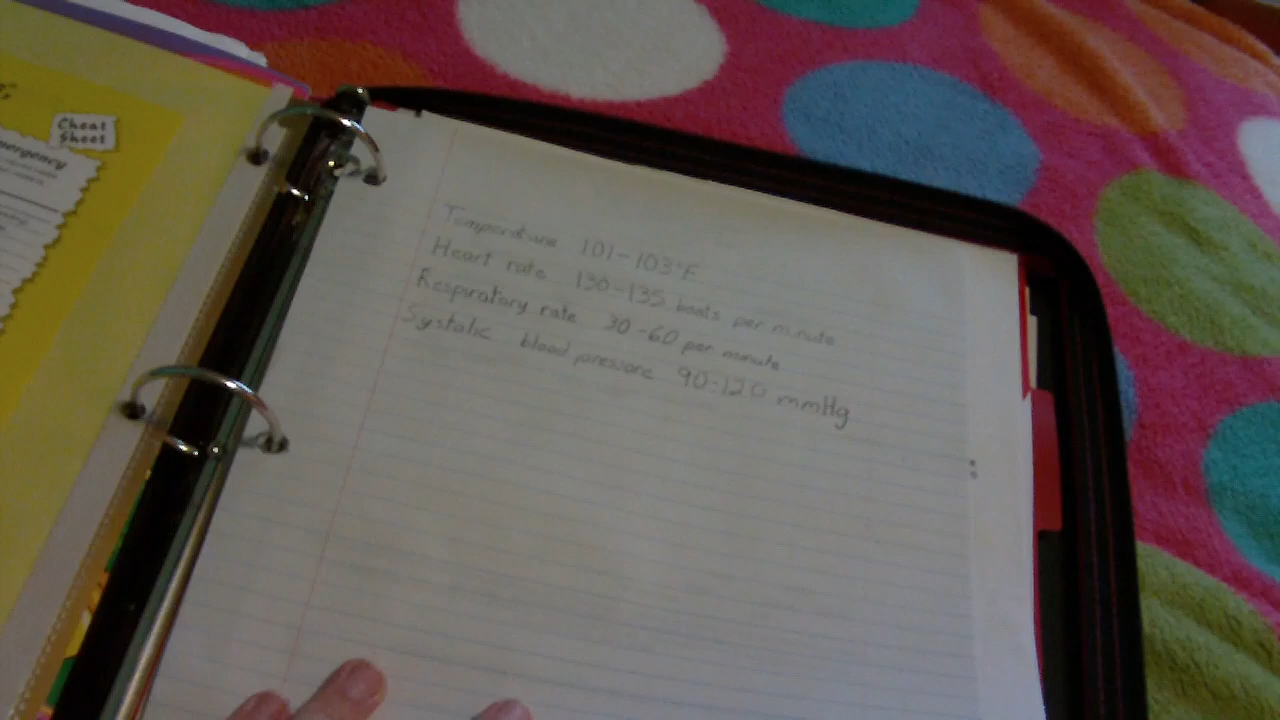 Cheat
Sheet
mergency
Temperature 101-103°F
Heart rate 130-135 beats per minute
Respiratory rate 30-60 per minute
Systolic blood pressure 90-120 mmHg